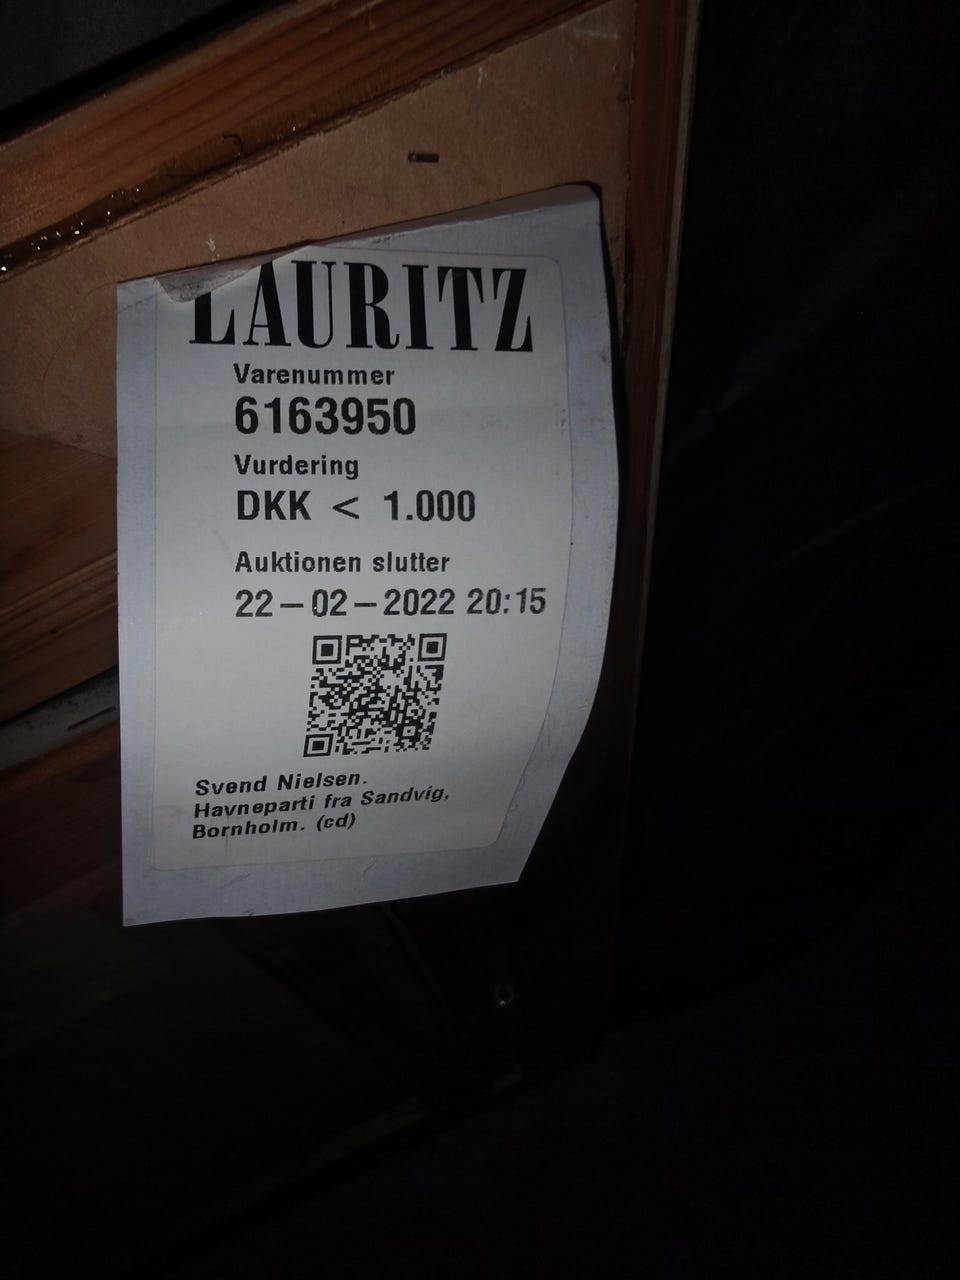 LAURITZ
Varenummer
6163950
Vurdering
DKK < 1.000
Auktionen slutter
22-02-2022 20:15
Svend Nielsen.
Havneparti fra Sandvig,
Bornholm. (cd)